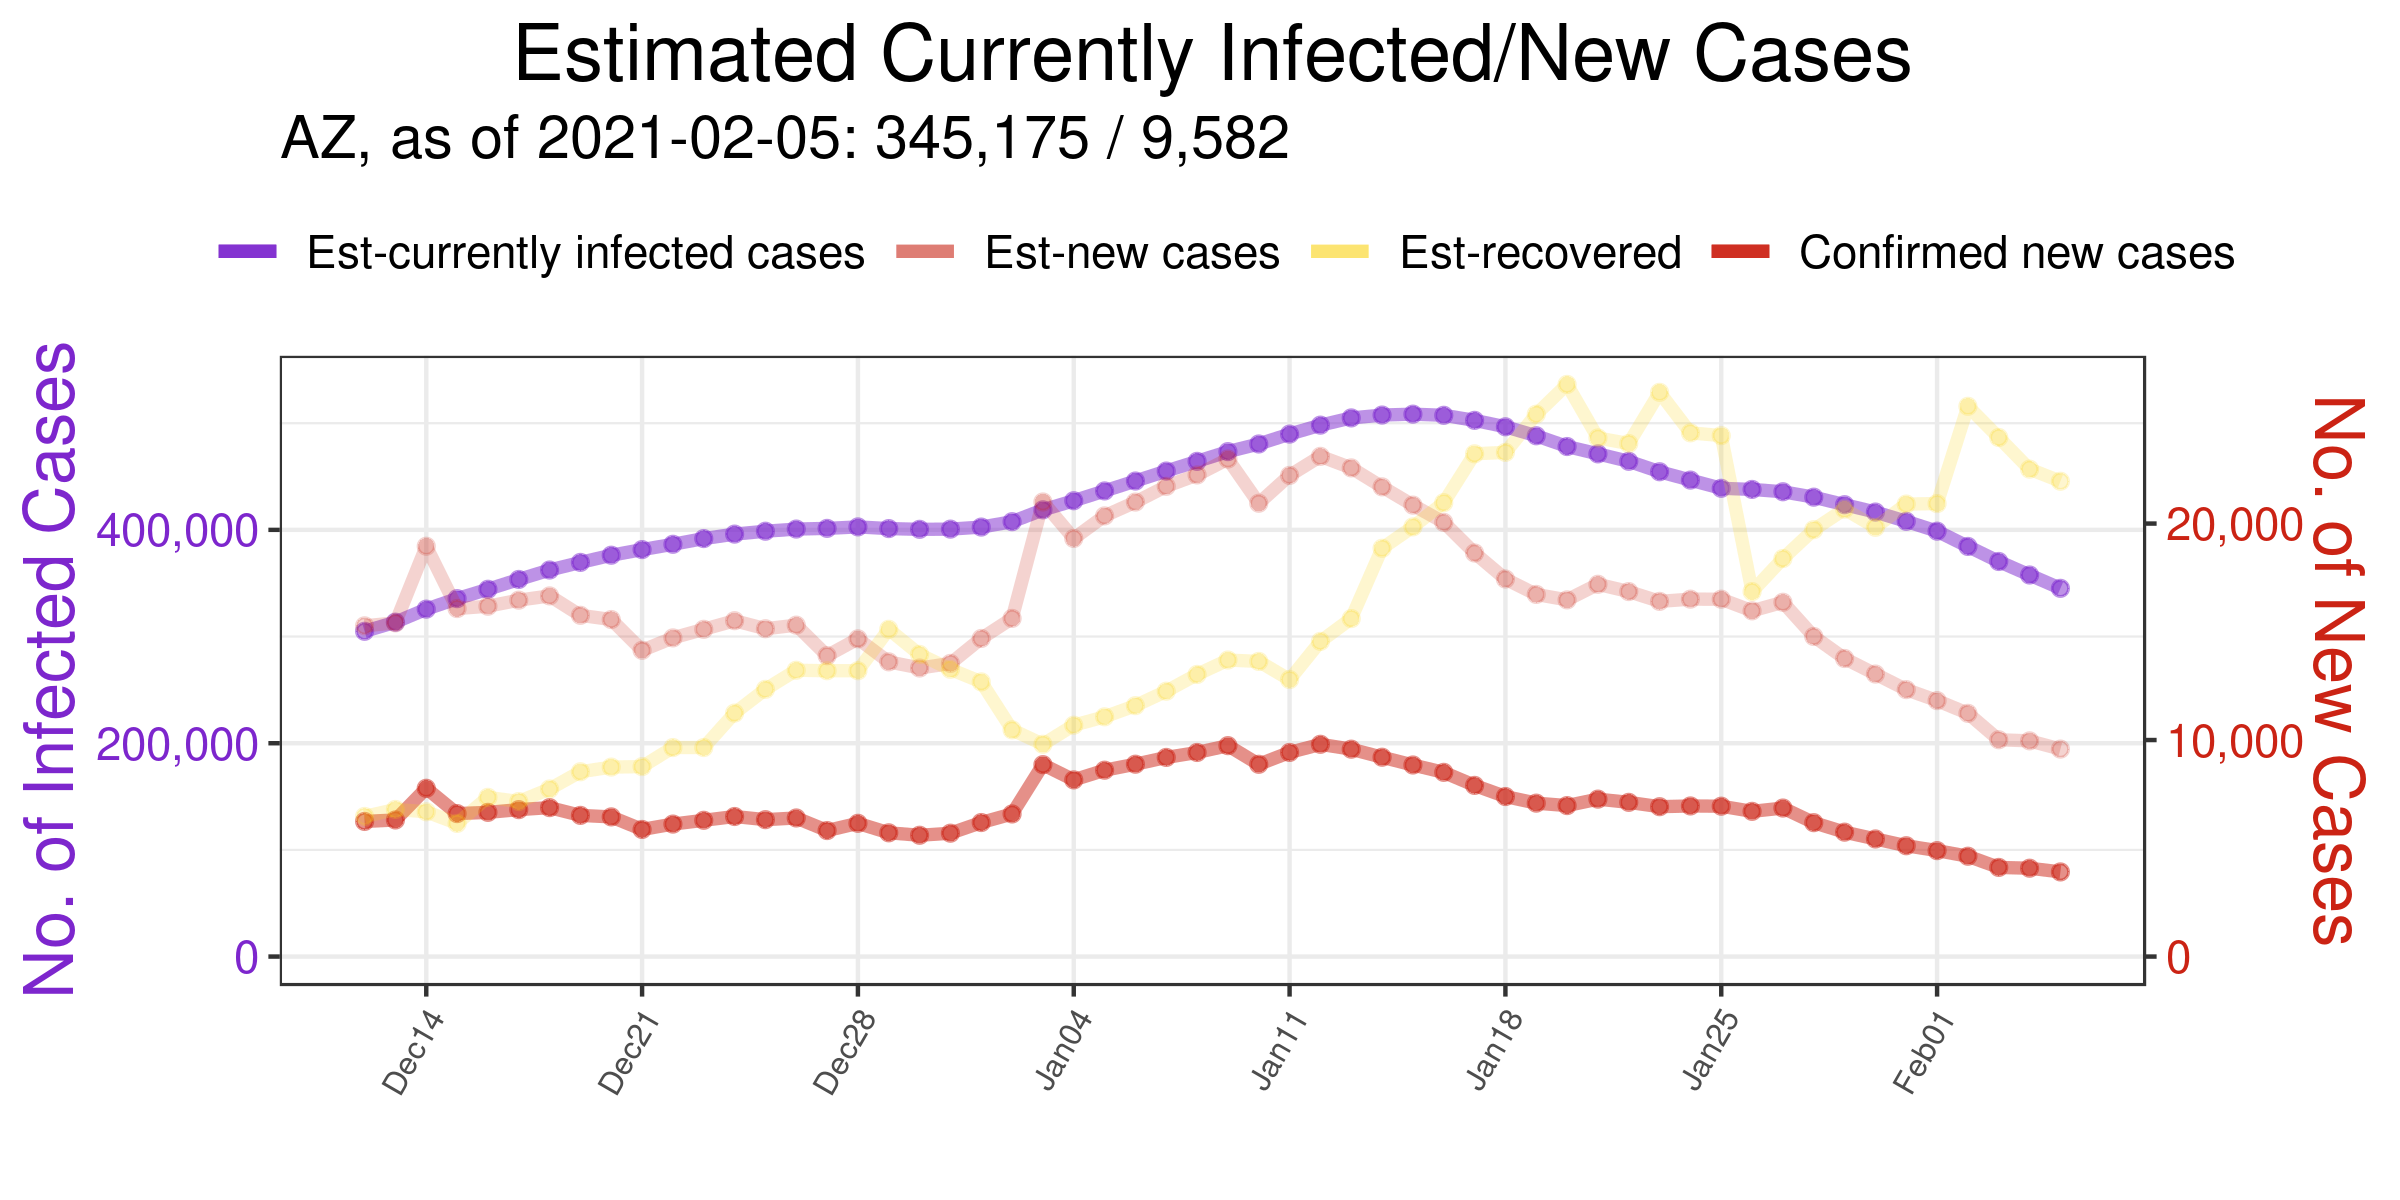 Estimated Currently Infected/New Cases
AZ, as of 2021-02-05: 345,175 / 9,582
Est-currently infected cases Est-new cases Est-recovered Confirmed new cases
No. of Infected Cases
400,000
200,000
0
No. of New Cases
20,000
10,000
0
Dec14 Dec21 Dec28 Jan04 Jan11 Jan18 Jan25 Feb01